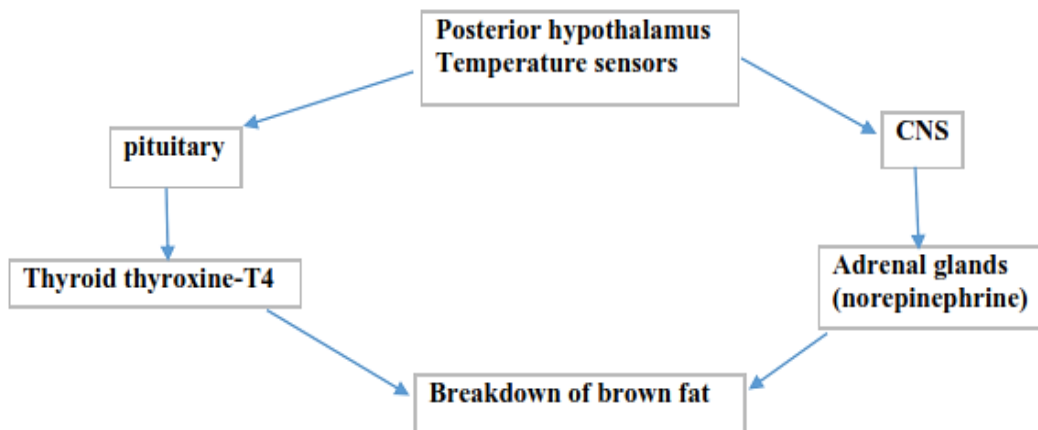 Posterior hypothalamus
Temperature sensors
pituitary
CNS
Thyroid thyroxine-T4
Adrenal glands
(norepinephrine)
Breakdown of brown fat